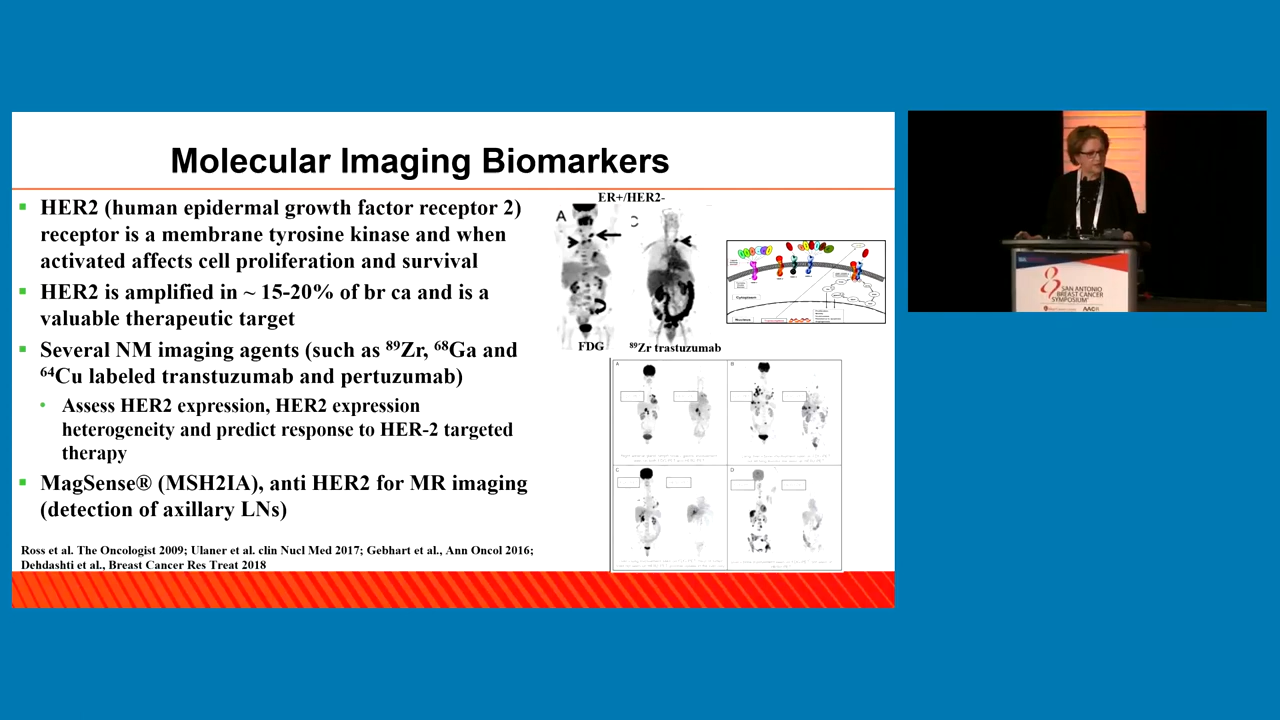 Molecular Imaging Biomarkers
HER2 (human epidermal growth factor receptor 2)
receptor is a membrane tyrosine kinase and when
activated affects cell proliferation and survival
HER2 is amplified in ~ 15-20% of br ca and is a
valuable therapeutic target
Several NM imaging agents (such as ⁸⁹Zr, ⁶⁸Ga and
⁶⁴Cu labeled transtuzumab and pertuzumab)
Assess HER2 expression, HER2 expression
heterogeneity and predict response to HER-2 targeted
therapy
MagSense® (MSH2IA), anti HER2 for MR imaging
(detection of axillary LNs)
Ross et al. The Oncologist 2009; Ulaner et al. clin Nucl Med 2017; Gebhart et al., Ann Oncol 2016;
Dehdashti et al., Breast Cancer Res Treat 2018
ER+/HER2-
A
C
FDG
⁸⁹Zr trastuzumab
Cytoplasm
Nucleus
A
B
C
D
SAN ANTONIO
BREAST CANCER
SYMPOSIUM
AACR